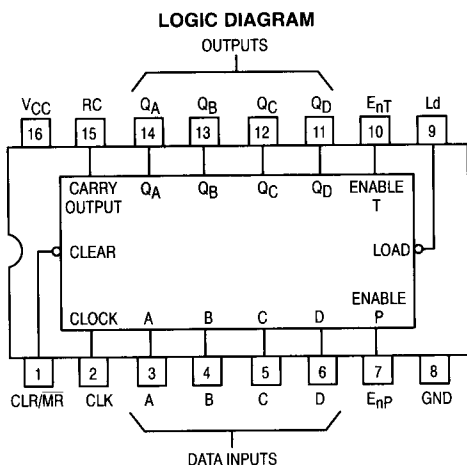 LOGIC DIAGRAM
OUTPUTS
VCC RC QA QB QC QD EnT Ld
16 15 14 13 12 11 10 9
CARRY OUTPUT QA QB QC QD ENABLE T
CLEAR LOAD
ENABLE P
CLOCK A B C D
1 2 3 4 5 6 7 8
CLR/M̅R̅ CLK A B C D EnP GND
DATA INPUTS